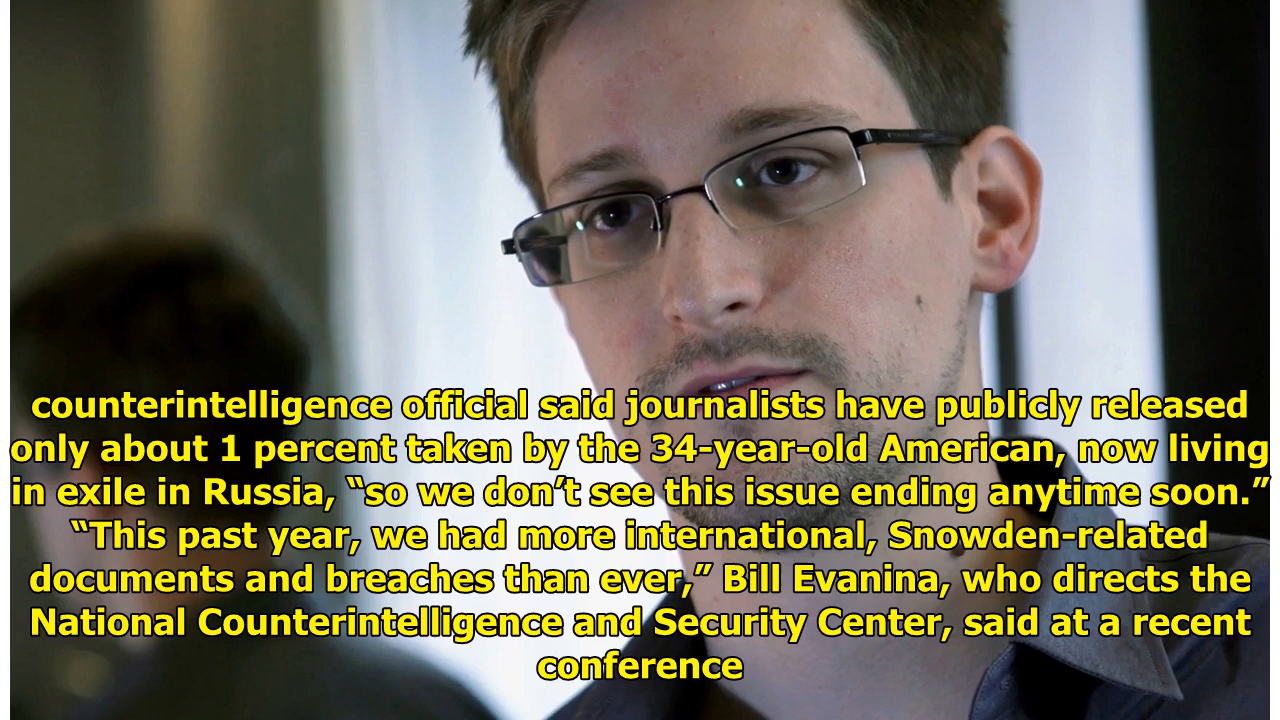 counterintelligence official said journalists have publicly released
only about 1 percent taken by the 34-year-old American, now living
in exile in Russia, “so we don’t see this issue ending anytime soon.”
“This past year, we had more international, Snowden-related
documents and breaches than ever,” Bill Evanina, who directs the
National Counterintelligence and Security Center, said at a recent
conference